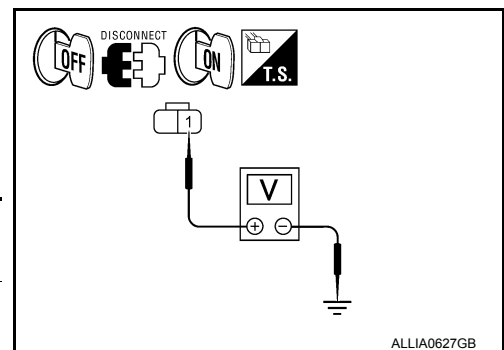 OFF DISCONNECT ON T.S.
1
V
+ −
ALLIA0627GB